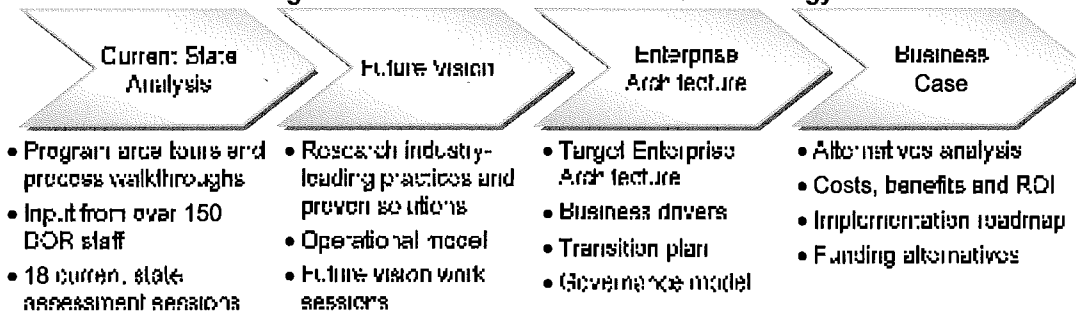 Current State
Analysis
Future Vision
Enterprise
Architecture
Business
Case
• Program area tours and
process walkthroughs
• Input from over 150
DOR staff
• 18 current state
assessment sessions
• Research industry-
leading practices and
proven solutions
• Operational model
• Future vision work
sessions
• Target Enterprise
Architecture
• Business drivers
• Transition plan
• Governance model
• Alternatives analysis
• Costs, benefits and ROI
• Implementation roadmap
• Funding alternatives